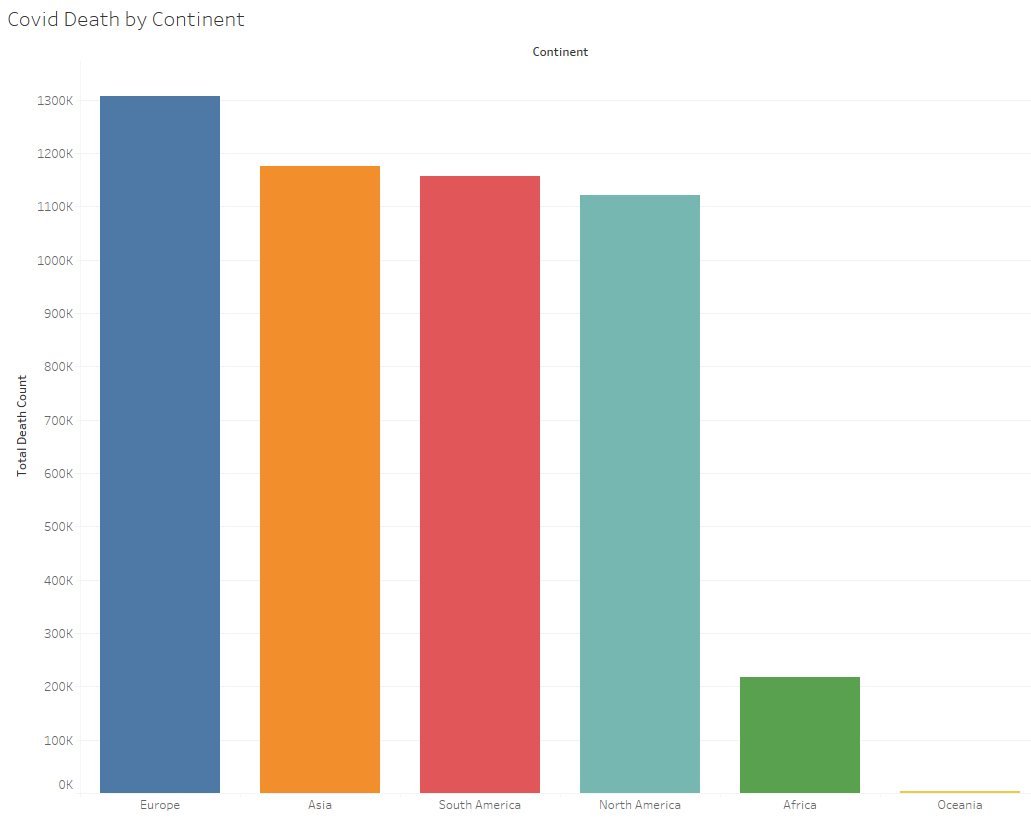 Covid Death by Continent
Continent
Total Death Count
1300K
1200K
1100K
1000K
900K
800K
700K
600K
500K
400K
300K
200K
100K
0K
Europe
Asia
South America
North America
Africa
Oceania